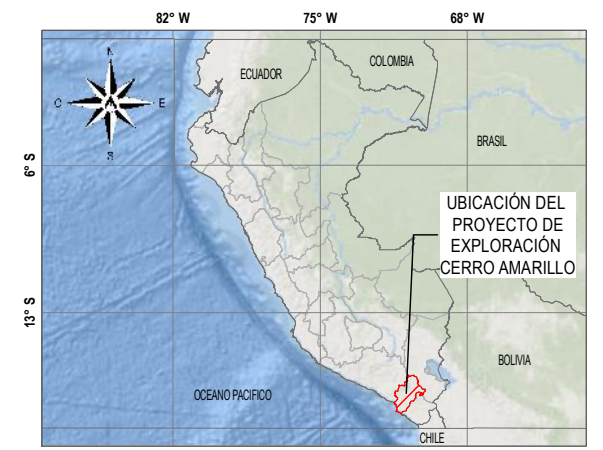 82° W 75° W 68° W
N
O E
S
ECUADOR
COLOMBIA
BRASIL
6° S
UBICACIÓN DEL
PROYECTO DE
EXPLORACIÓN
CERRO AMARILLO
13° S
BOLIVIA
OCEANO PACIFICO
CHILE